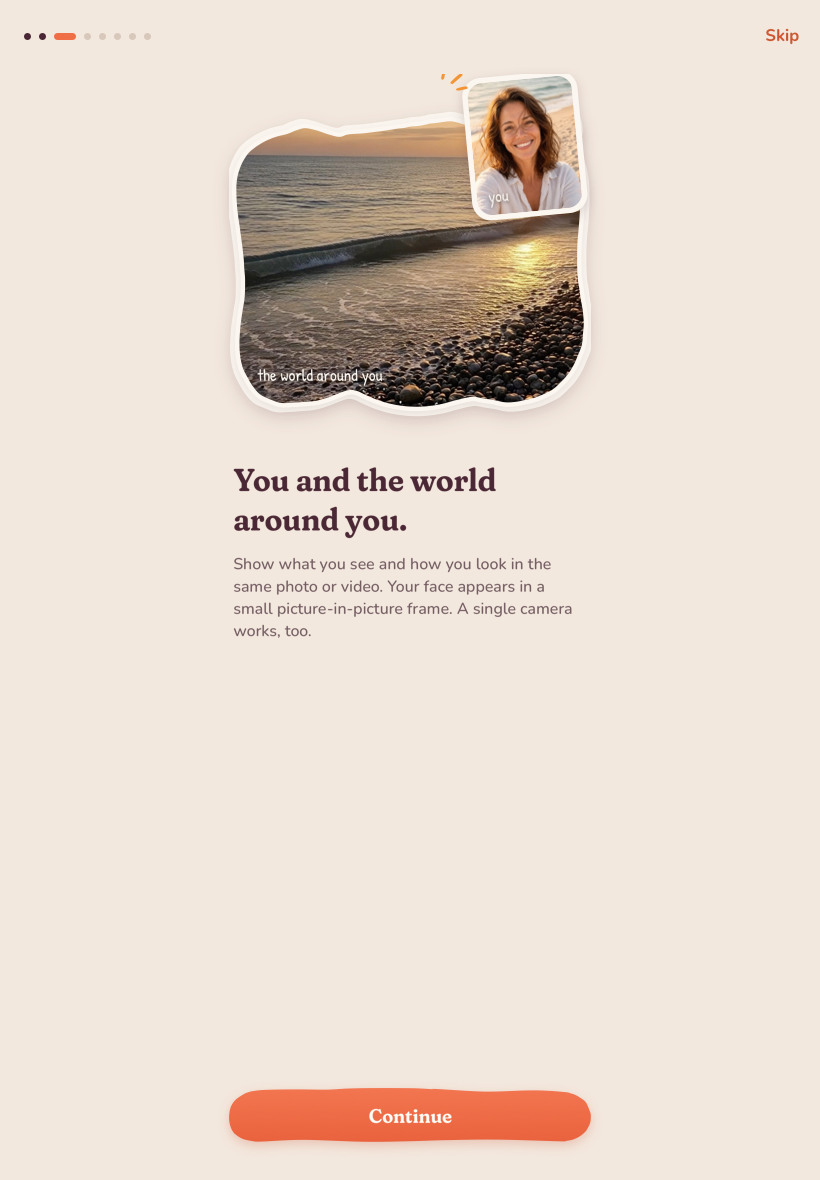 Skip
you
the world around you
You and the world
around you.
Show what you see and how you look in the
same photo or video. Your face appears in a
small picture-in-picture frame. A single camera
works, too.
Continue